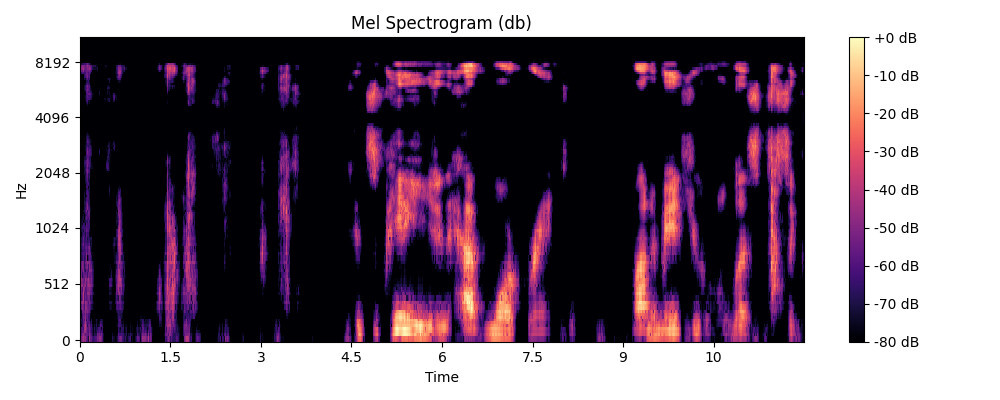 Mel Spectrogram (db)
8192
4096
2048
1024
512
0
Hz
0 1.5 3 4.5 6 7.5 9 10
Time
+0 dB
-10 dB
-20 dB
-30 dB
-40 dB
-50 dB
-60 dB
-70 dB
-80 dB